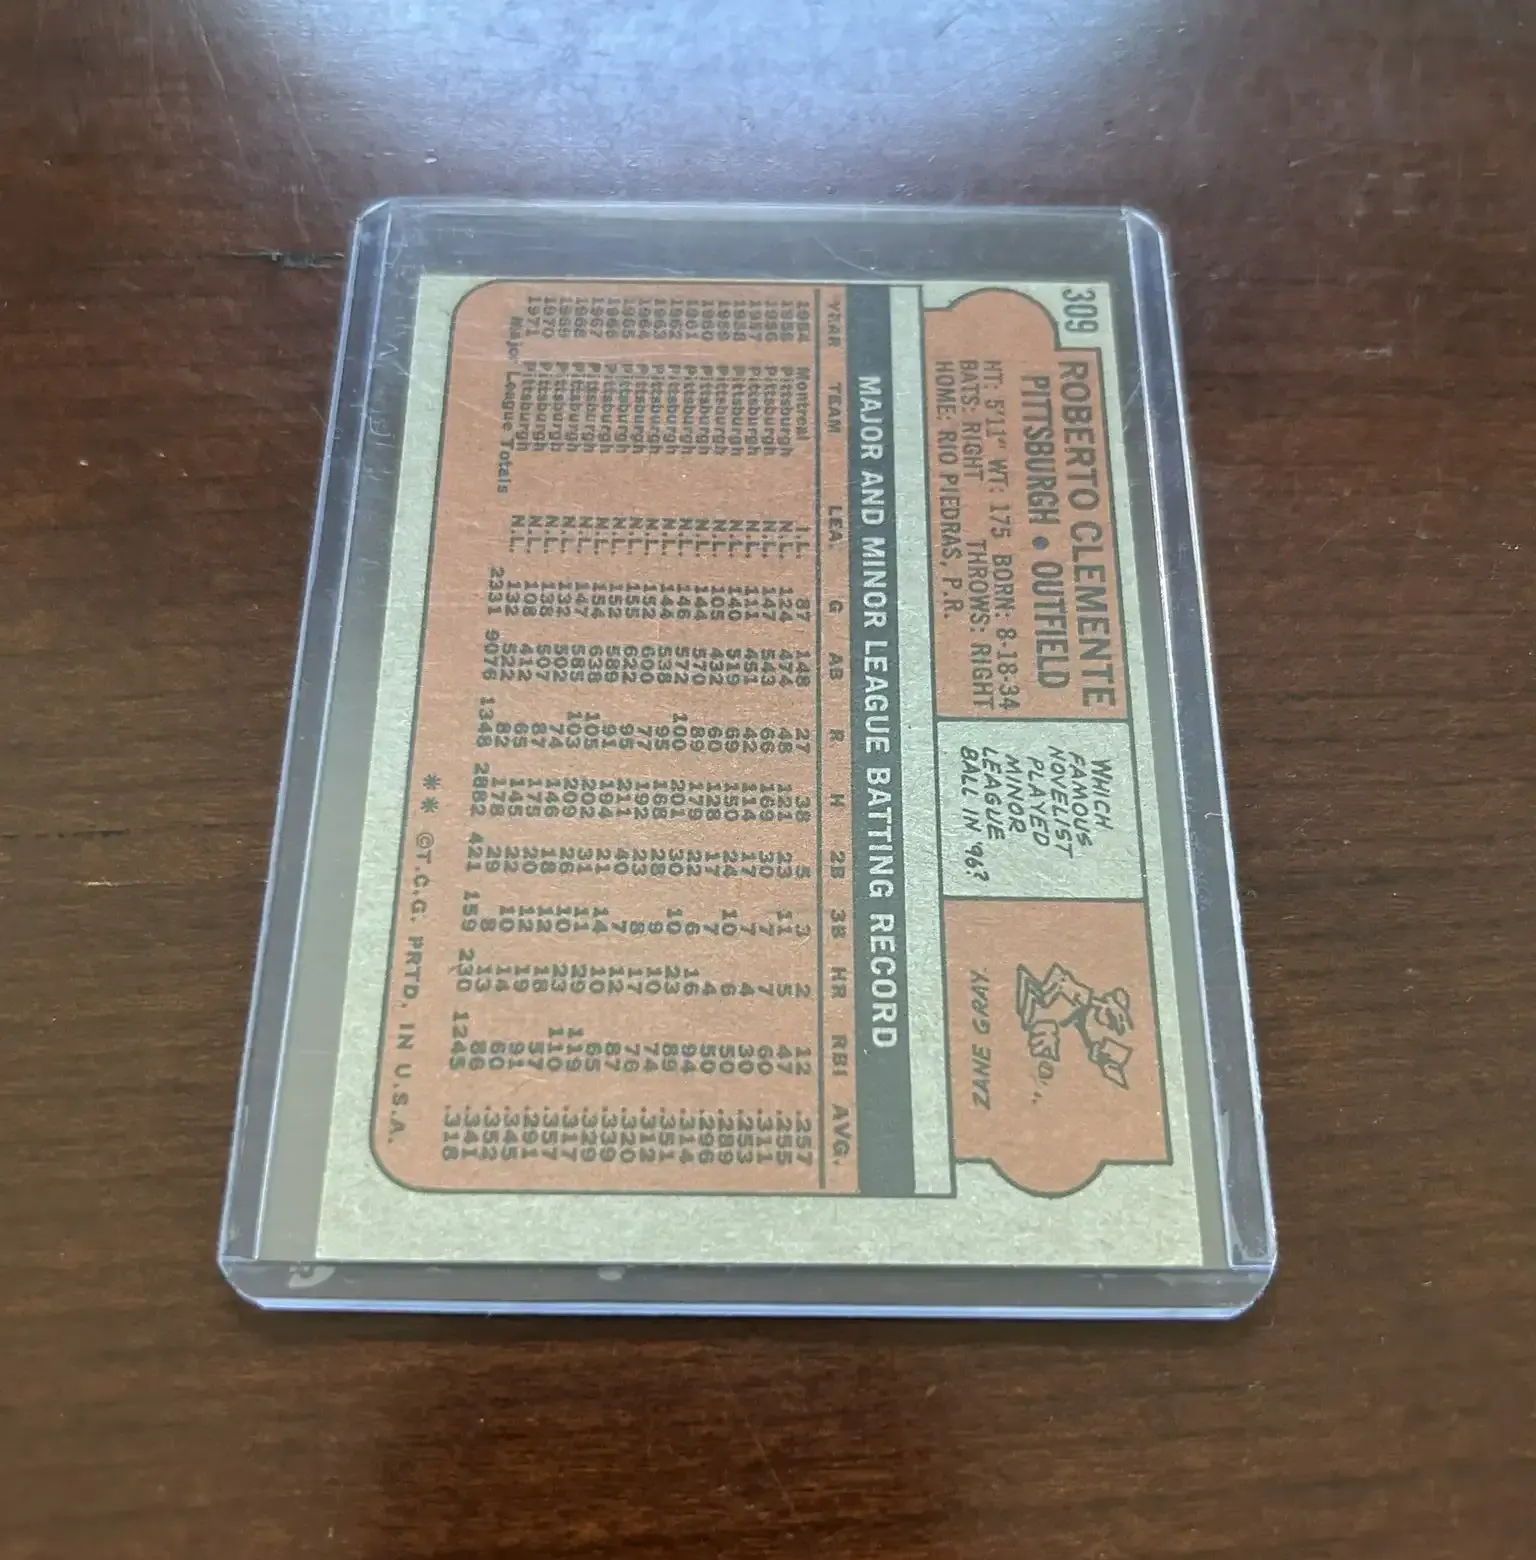 309
ROBERTO CLEMENTE
PITTSBURGH • OUTFIELD
HT: 5'11" WT: 175 BORN: 8-18-34
BATS: RIGHT THROWS: RIGHT
HOME: RIO PIEDRAS, P.R.
WHICH
FAMOUS
NOVELIST
PLAYED
MINOR
LEAGUE
BALL IN '96?
ZANE GRAY.
MAJOR AND MINOR LEAGUE BATTING RECORD
YEAR TEAM LEA. G AB R H 2B 3B HR RBI AVG.
1954 Montreal I.L. 87 148 27 38 5 3 2 12 .257
1955 Pittsburgh N.L. 124 474 48 121 23 11 5 47 .255
1956 Pittsburgh N.L. 147 543 66 169 30 7 7 60 .311
1957 Pittsburgh N.L. 111 451 42 114 17 7 4 30 .253
1958 Pittsburgh N.L. 140 519 69 150 24 10 6 50 .289
1959 Pittsburgh N.L. 105 432 60 128 17 7 4 50 .296
1960 Pittsburgh N.L. 144 570 89 179 22 6 16 94 .314
1961 Pittsburgh N.L. 146 572 100 201 30 10 23 89 .351
1962 Pittsburgh N.L. 144 538 95 168 28 9 10 74 .312
1963 Pittsburgh N.L. 152 600 77 192 23 8 17 76 .320
1964 Pittsburgh N.L. 155 622 95 211 40 7 12 87 .339
1965 Pittsburgh N.L. 152 589 91 194 21 14 10 65 .329
1966 Pittsburgh N.L. 154 638 105 202 31 11 29 119 .317
1967 Pittsburgh N.L. 147 585 103 209 26 10 23 110 .357
1968 Pittsburgh N.L. 132 502 74 146 18 12 18 57 .291
1969 Pittsburgh N.L. 138 507 87 175 20 12 19 91 .345
1970 Pittsburgh N.L. 108 412 65 145 22 10 14 60 .352
1971 Pittsburgh N.L. 132 522 82 178 29 8 13 86 .341
Major League Totals 2331 9076 1348 2882 421 159 230 1245 .318
** ©T.C.G. PRTD. IN U.S.A.